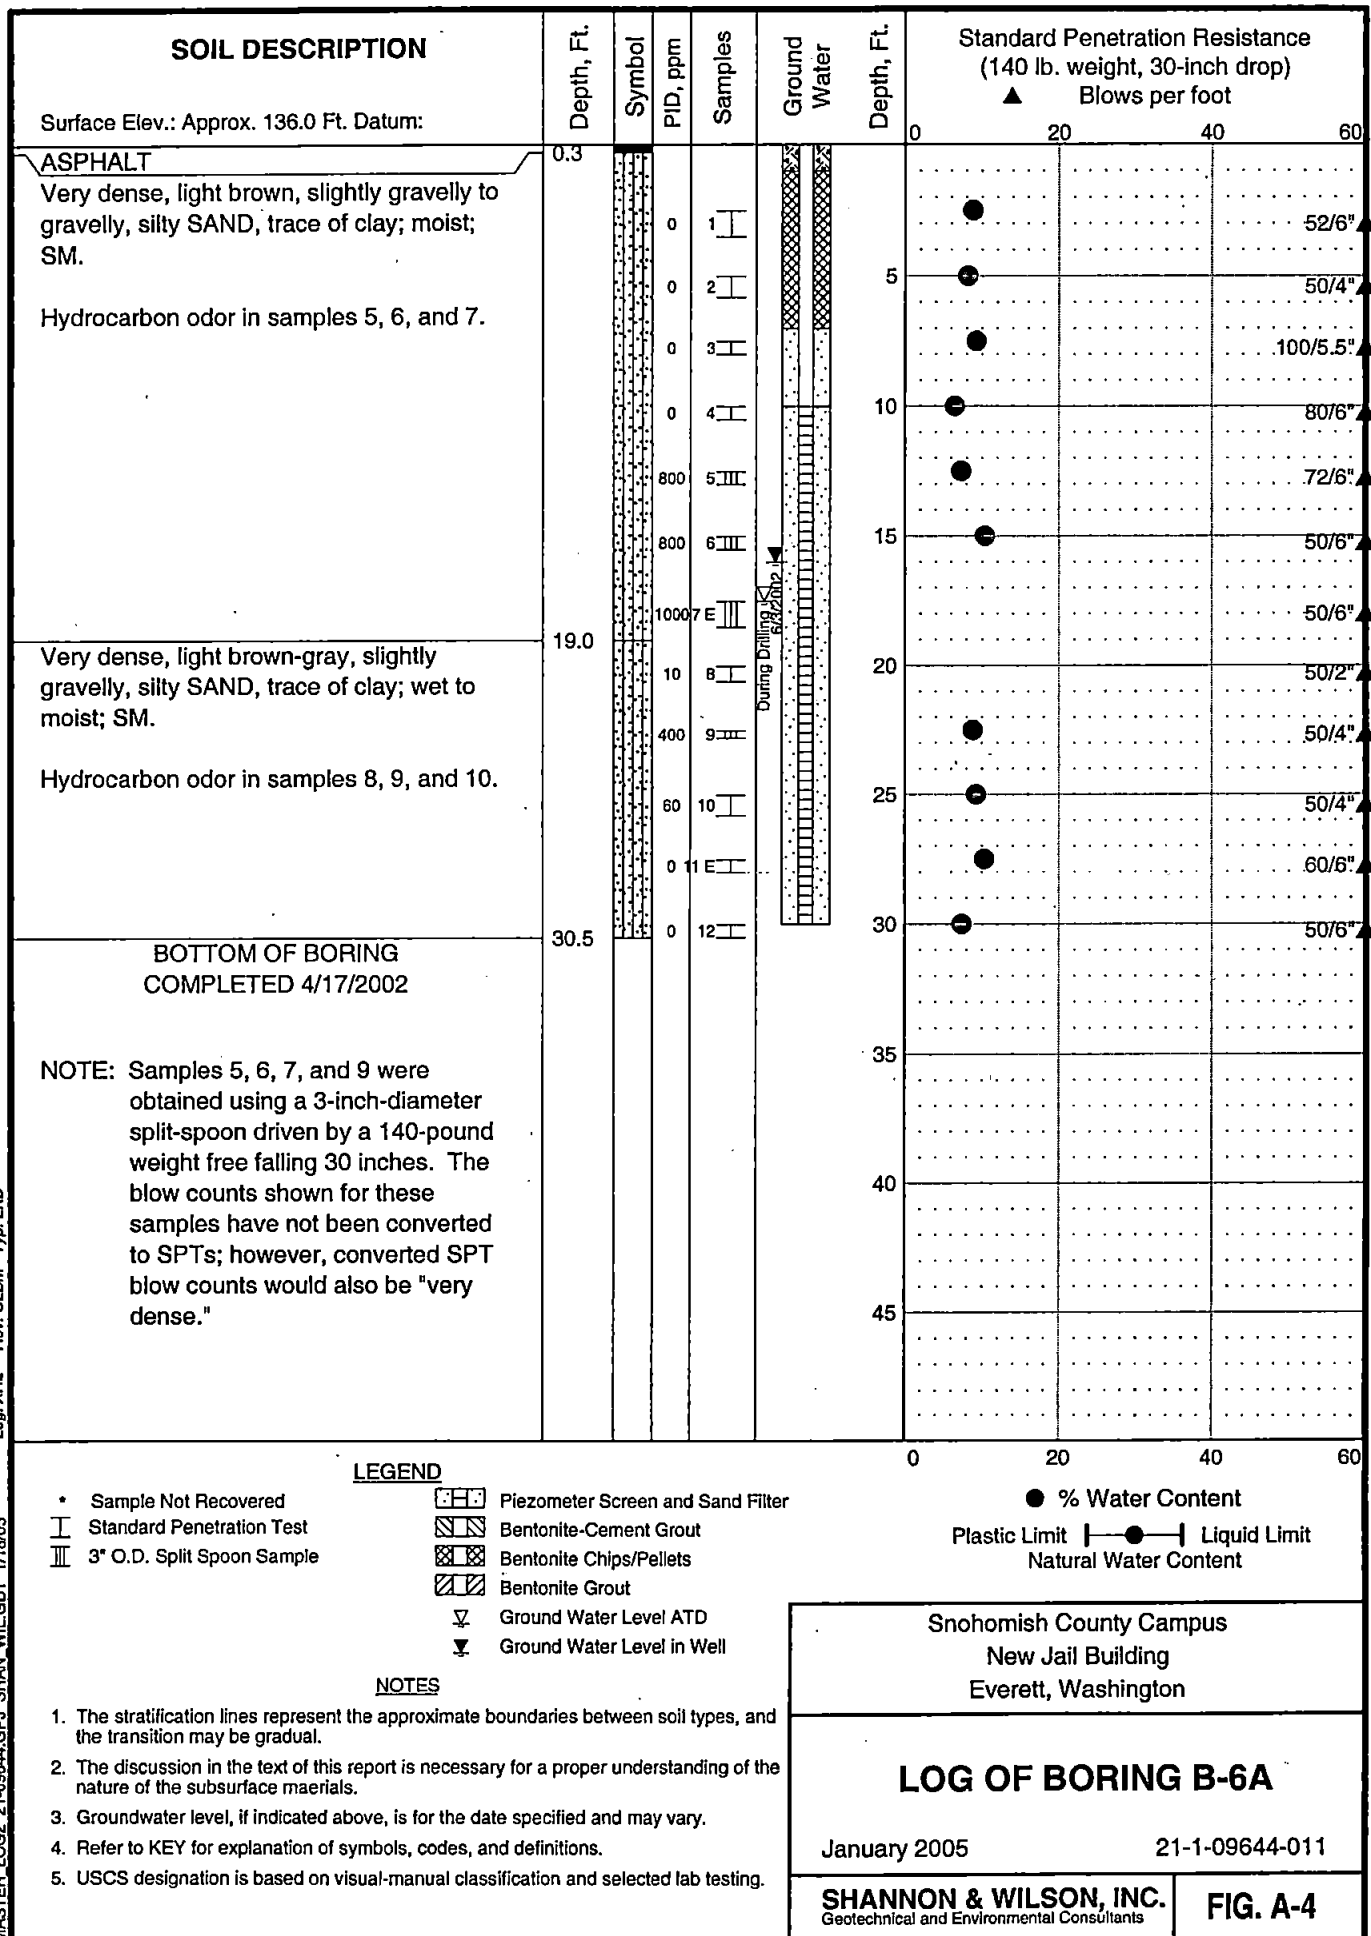 SOIL DESCRIPTION
Surface Elev.: Approx. 136.0 Ft. Datum:
Depth, Ft.
Symbol
PID, ppm
Samples
Ground
Water
Depth, Ft.
Standard Penetration Resistance
(140 lb. weight, 30-inch drop)
▲ Blows per foot
0 20 40 60
ASPHALT
0.3
Very dense, light brown, slightly gravelly to
gravelly, silty SAND, trace of clay; moist;
SM.
Hydrocarbon odor in samples 5, 6, and 7.
19.0
Very dense, light brown-gray, slightly
gravelly, silty SAND, trace of clay; wet to
moist; SM.
Hydrocarbon odor in samples 8, 9, and 10.
30.5
BOTTOM OF BORING
COMPLETED 4/17/2002
NOTE: Samples 5, 6, 7, and 9 were
obtained using a 3-inch-diameter
split-spoon driven by a 140-pound
weight free falling 30 inches. The
blow counts shown for these
samples have not been converted
to SPTs; however, converted SPT
blow counts would also be "very
dense."
0 1
0 2
0 3
0 4
800 5
800 6
1000 7 E
10 8
400 9
60 10
0 11 E
0 12
During Drilling
6/3/2002
5
10
15
20
25
30
35
40
45
52/6"
50/4"
100/5.5"
80/6"
72/6"
50/6"
50/6"
50/2"
50/4"
50/4"
60/6"
50/6"
0 20 40 60
LEGEND
* Sample Not Recovered
Standard Penetration Test
3" O.D. Split Spoon Sample
Piezometer Screen and Sand Filter
Bentonite-Cement Grout
Bentonite Chips/Pellets
Bentonite Grout
Ground Water Level ATD
Ground Water Level in Well
● % Water Content
Plastic Limit Liquid Limit
Natural Water Content
NOTES
1. The stratification lines represent the approximate boundaries between soil types, and
the transition may be gradual.
2. The discussion in the text of this report is necessary for a proper understanding of the
nature of the subsurface maerials.
3. Groundwater level, if indicated above, is for the date specified and may vary.
4. Refer to KEY for explanation of symbols, codes, and definitions.
5. USCS designation is based on visual-manual classification and selected lab testing.
Snohomish County Campus
New Jail Building
Everett, Washington
LOG OF BORING B-6A
January 2005 21-1-09644-011
SHANNON & WILSON, INC.
Geotechnical and Environmental Consultants
FIG. A-4